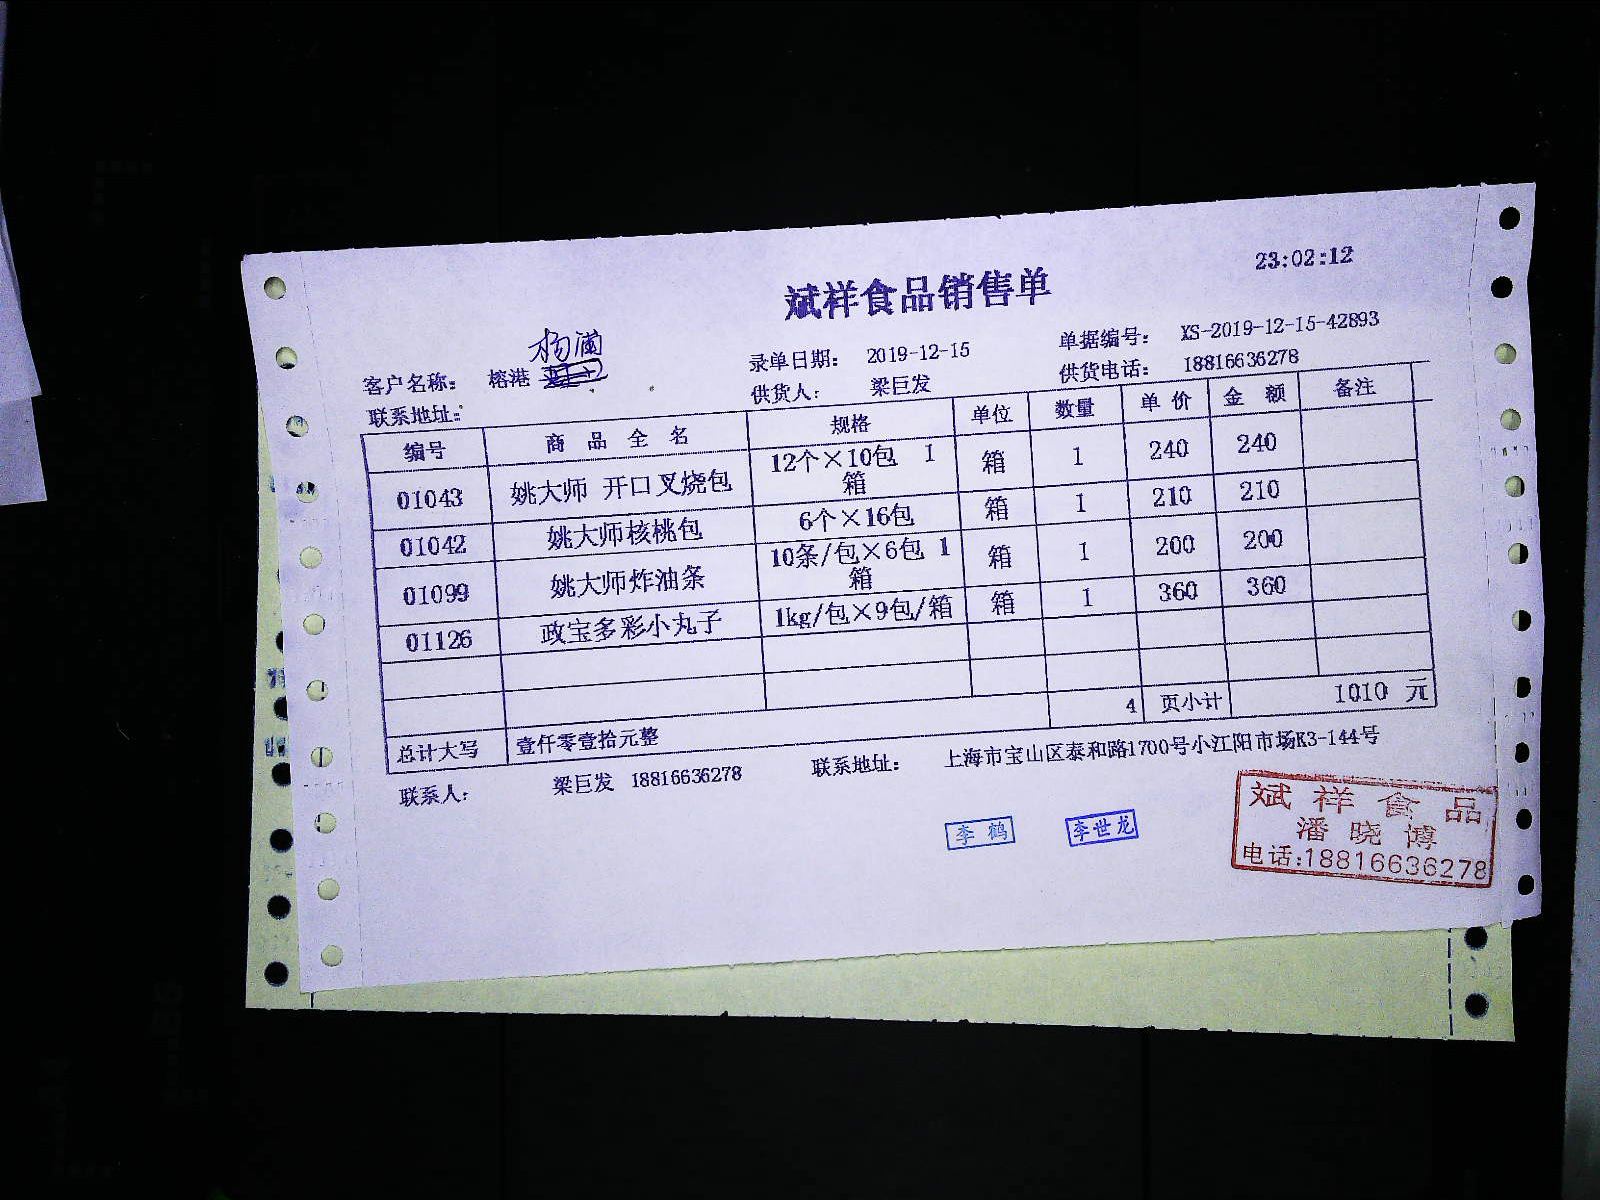 23:02:12
斌祥食品销售单
杨
客户名称： 榕港 录单日期： 2019-12-15 单据编号： XS-2019-12-15-42893
联系地址： 供货人： 梁巨发 供货电话： 18816636278
编号 商 品 全 名 规格 单位 数量 单 价 金 额 备注
01043 姚大师 开口叉烧包 12个×10包 1箱 箱 1 240 240
01042 姚大师核桃包 6个×16包 箱 1 210 210
01099 姚大师炸油条 10条/包×6包 1箱 箱 1 200 200
01126 政宝多彩小丸子 1kg/包×9包/箱 箱 1 360 360
4 页小计 1010 元
总计大写 壹仟零壹拾元整
联系人： 梁巨发 18816636278 联系地址： 上海市宝山区泰和路1700号小江阳市场K3-144号
李鹤 李世龙
斌祥食品
潘晓博
电话:18816636278